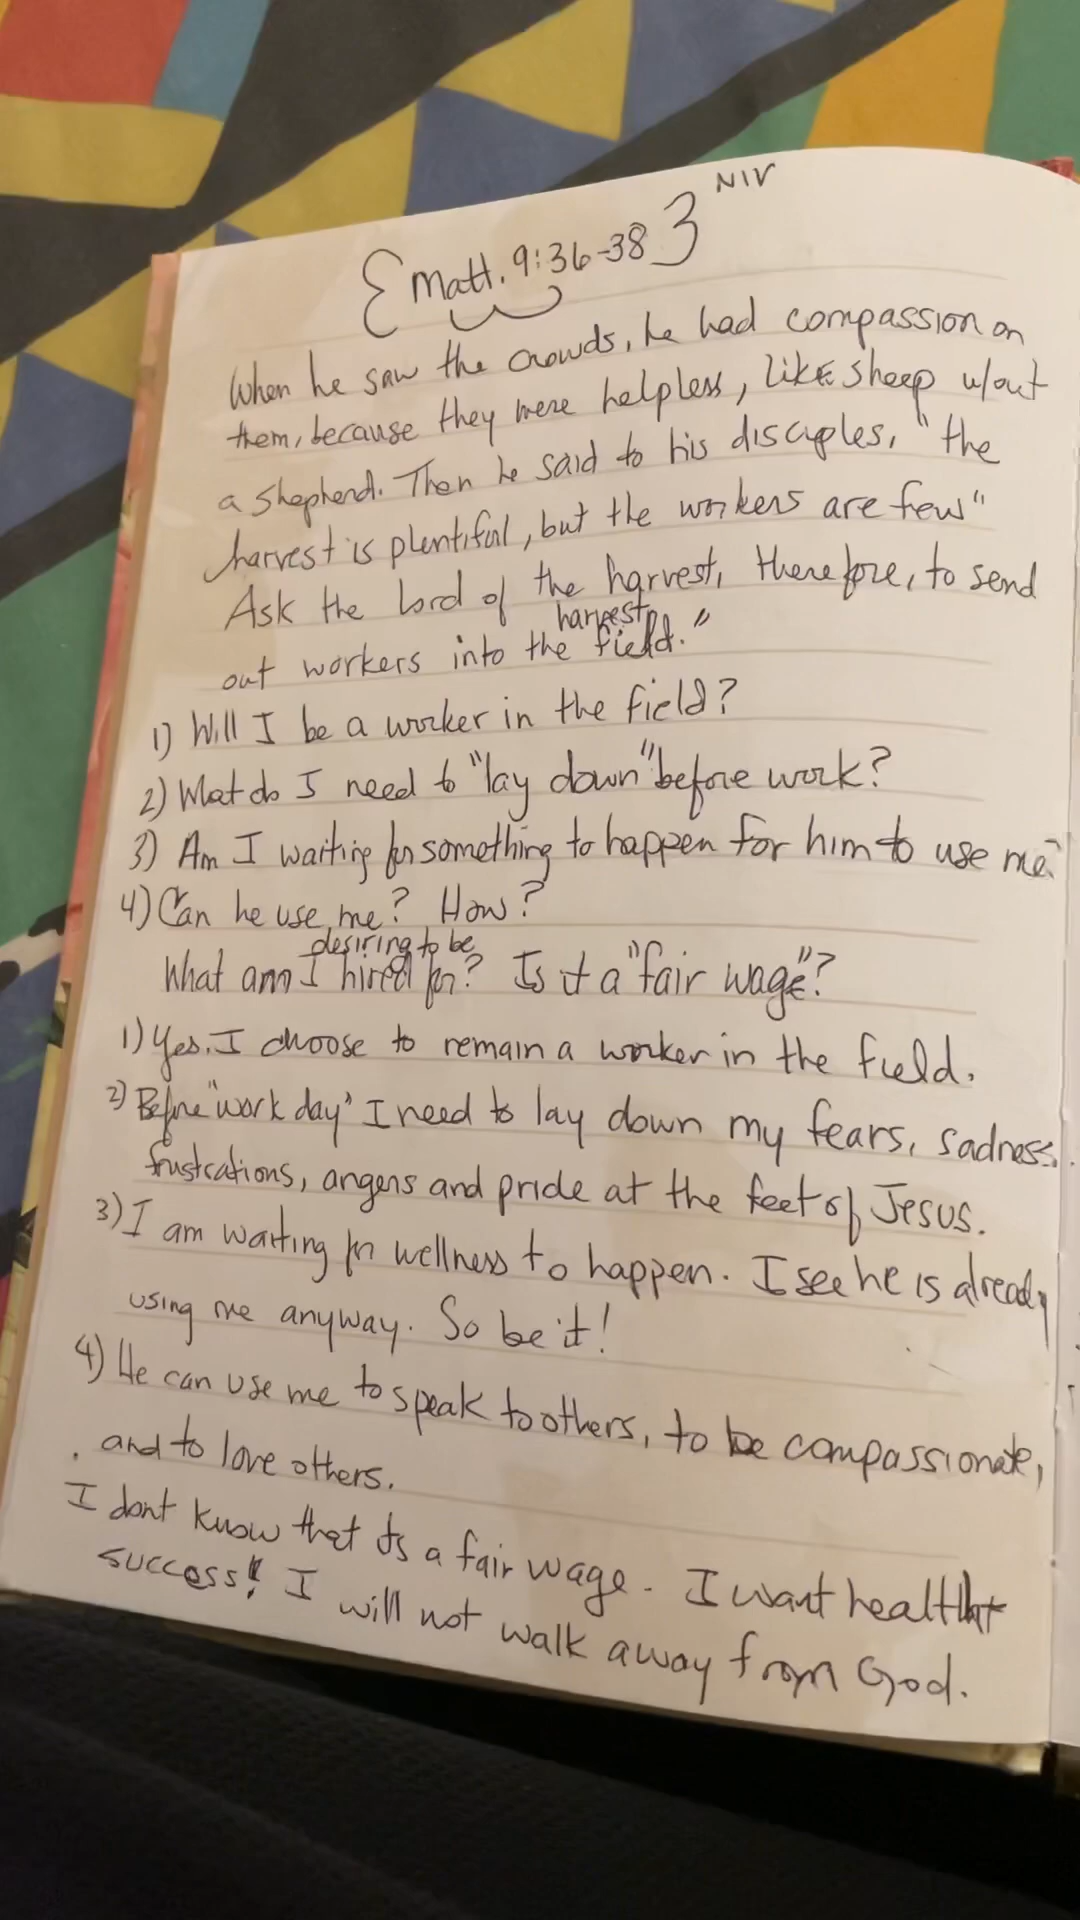 { Matt. 9:36-38 } NIV
When he saw the crowds, he had compassion on
them, because they were helpless, like sheep w/out
a shepherd. Then he said to his disciples, "the
harvest is plentiful, but the workers are few"
Ask the Lord of the harvest, therefore, to send
harvest
out workers into the field."
1) Will I be a worker in the field?
2) What do I need to "lay down" before work?
3) Am I waiting for something to happen for him to use me?
4) Can he use me? How?
desiring to be
What am I hired for? Is it a "fair wage"?
1) Yes. I choose to remain a worker in the field.
2) Before "work day" I need to lay down my fears, sadness,
frustrations, angers and pride at the feet of Jesus.
3) I am waiting for wellness to happen. I see he is already
using me anyway. So be it!
4) He can use me to speak to others, to be compassionate,
and to love others.
I dont know that its a fair wage. I want health
success! I will not walk away from God.